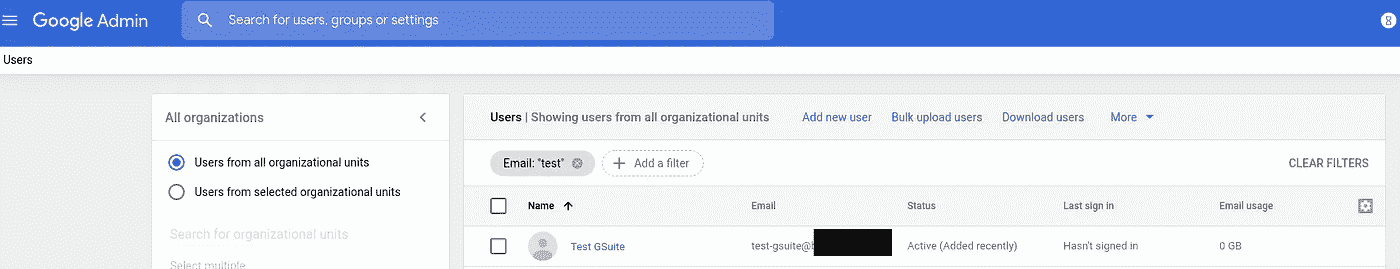 Google Admin
Search for users, groups or settings
8
Users
All organizations
Users from all organizational units
Users from selected organizational units
Search for organizational units
Select multiple
Users | Showing users from all organizational units
Add new user
Bulk upload users
Download users
More
Email: "test"
Add a filter
CLEAR FILTERS
Name Email Status Last sign in Email usage
Test GSuite test-gsuite@ Active (Added recently) Hasn't signed in 0 GB